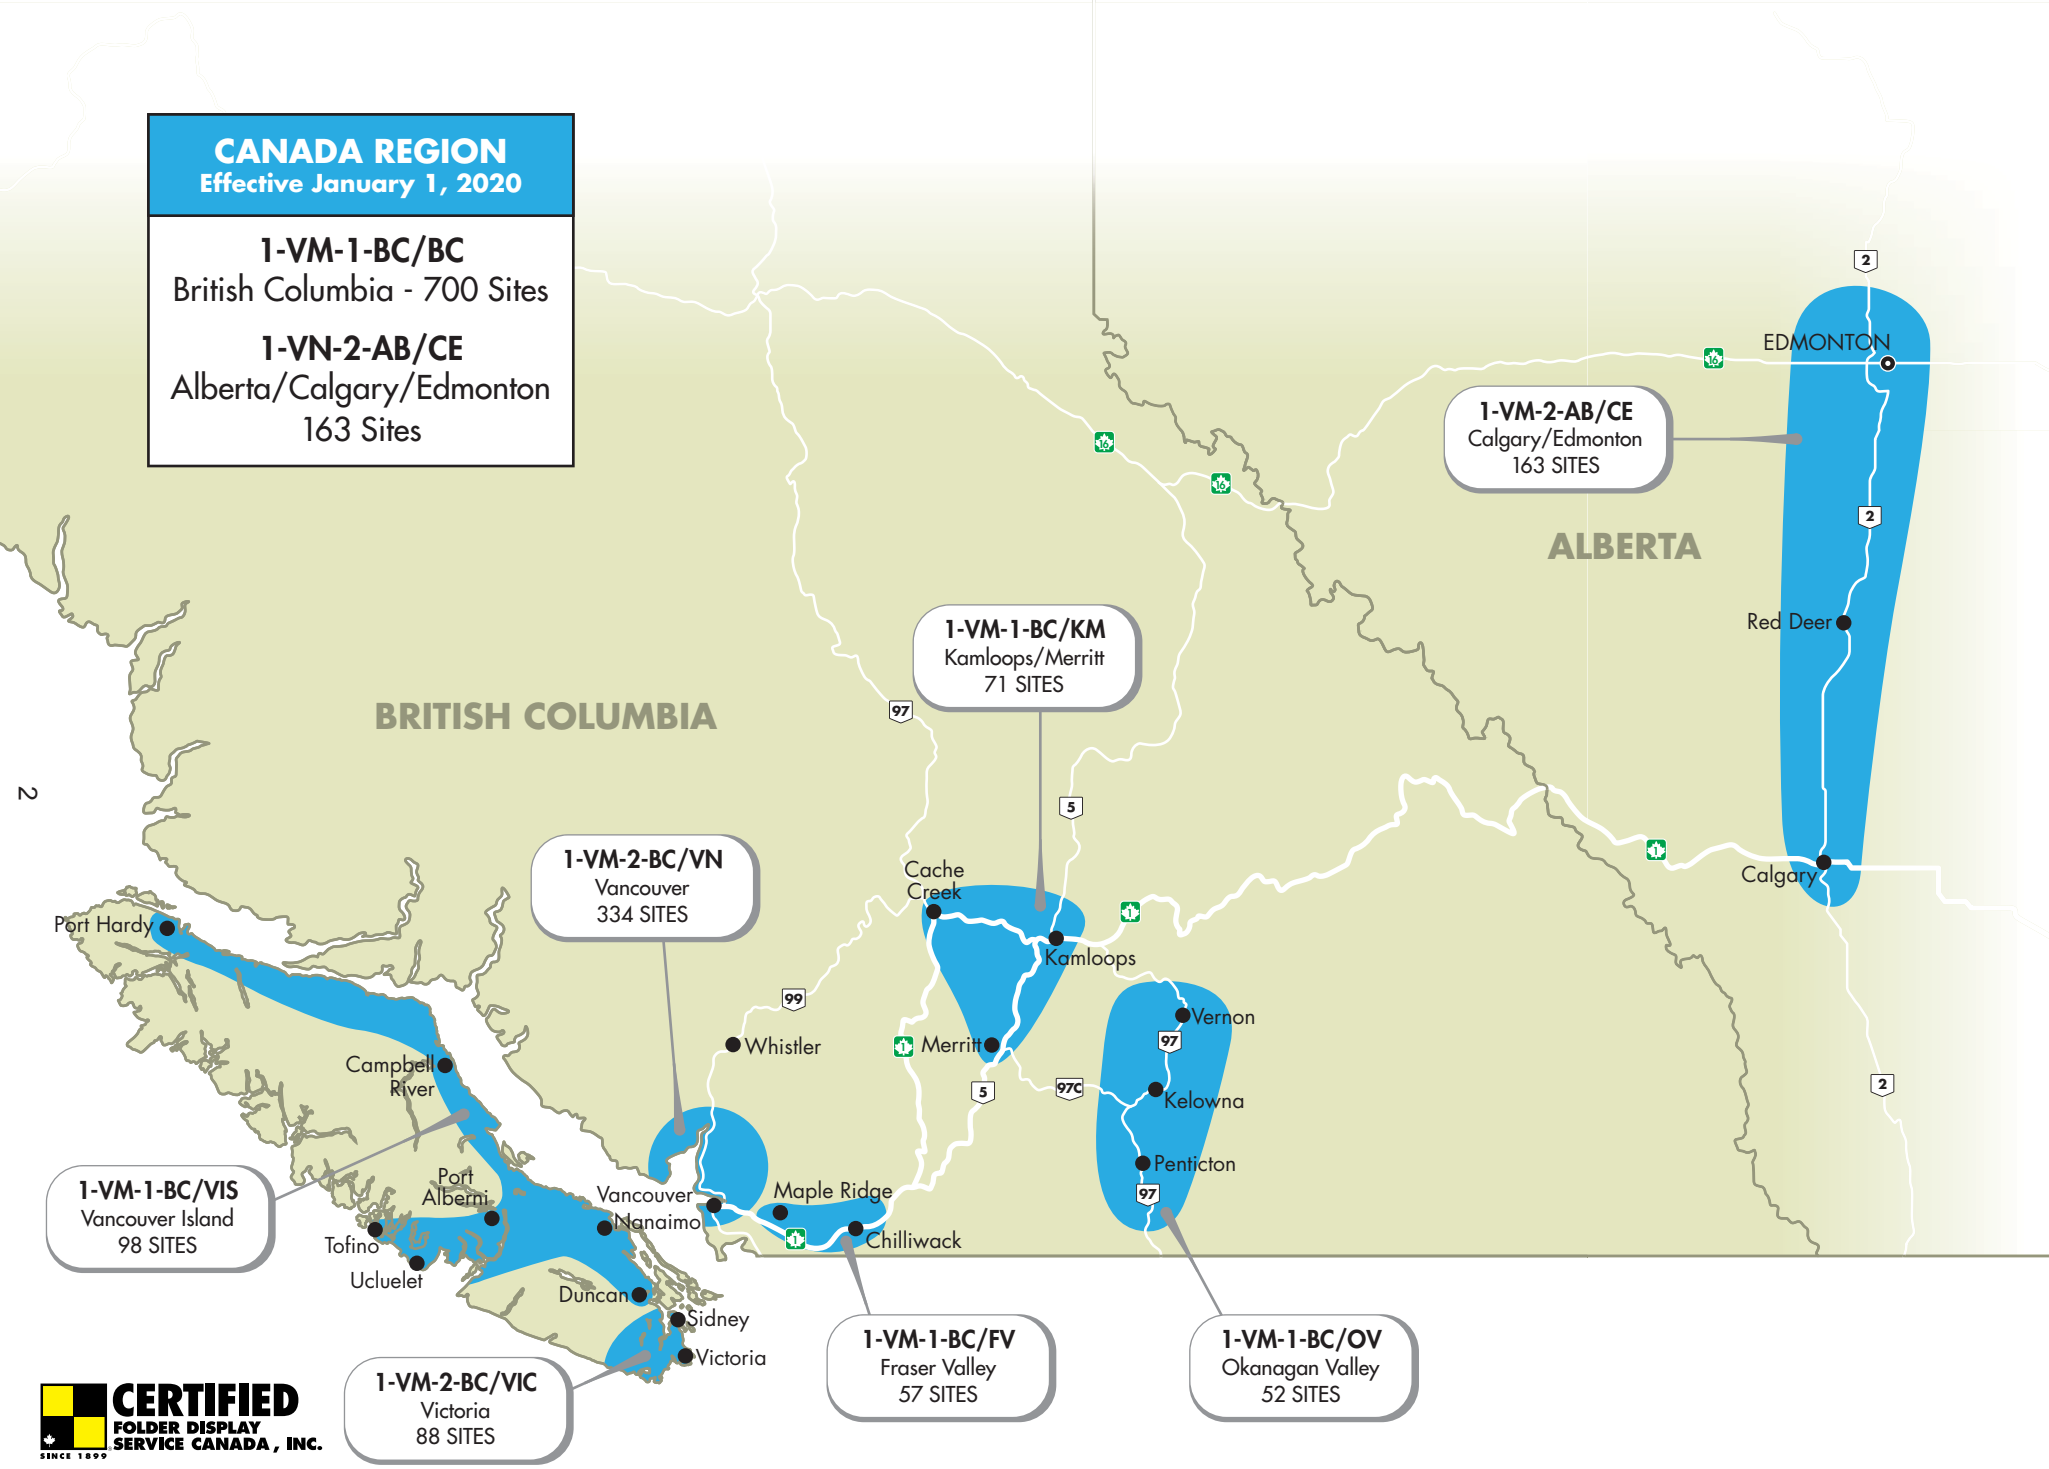 CANADA REGION
Effective January 1, 2020
1-VM-1-BC/BC
British Columbia - 700 Sites
1-VN-2-AB/CE
Alberta/Calgary/Edmonton
163 Sites
2
EDMONTON
16
1-VM-2-AB/CE
Calgary/Edmonton
163 SITES
16
16
2
ALBERTA
Red Deer
1-VM-1-BC/KM
Kamloops/Merritt
71 SITES
BRITISH COLUMBIA
97
2
5
1-VM-2-BC/VN
Vancouver
334 SITES
1
Cache
Creek
Calgary
1
Port Hardy
Kamloops
99
Vernon
Whistler
1
Merritt
97
Campbell
River
5
97C
Kelowna
2
Penticton
1-VM-1-BC/VIS
Vancouver Island
98 SITES
Port
Alberni
Vancouver
Maple Ridge
97
Nanaimo
1
Chilliwack
Tofino
Ucluelet
Duncan
Sidney
Victoria
1-VM-1-BC/FV
Fraser Valley
57 SITES
1-VM-1-BC/OV
Okanagan Valley
52 SITES
1-VM-2-BC/VIC
Victoria
88 SITES
CERTIFIED
FOLDER DISPLAY
SERVICE CANADA, INC.
SINCE 1899